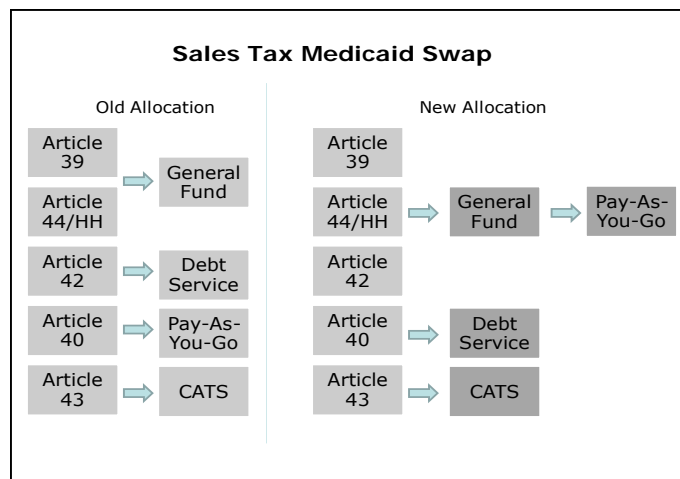 Sales Tax Medicaid Swap
Old Allocation
Article
39
General
Fund
Article
44/HH
Article
42
Debt
Service
Article
40
Pay-As-
You-Go
Article
43
CATS
New Allocation
Article
39
Article
44/HH
General
Fund
Pay-As-
You-Go
Article
42
Article
40
Debt
Service
Article
43
CATS